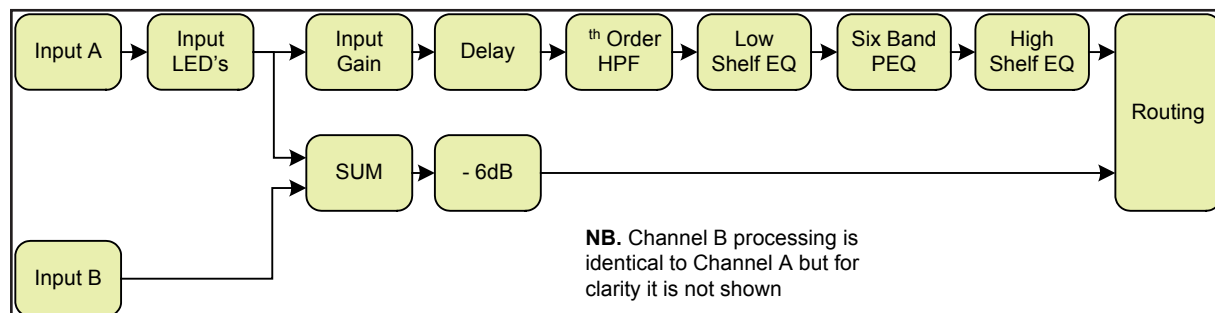 Input A
Input
LED's
Input
Gain
Delay
th Order
HPF
Low
Shelf EQ
Six Band
PEQ
High
Shelf EQ
Routing
SUM
- 6dB
Input B
NB. Channel B processing is
identical to Channel A but for
clarity it is not shown